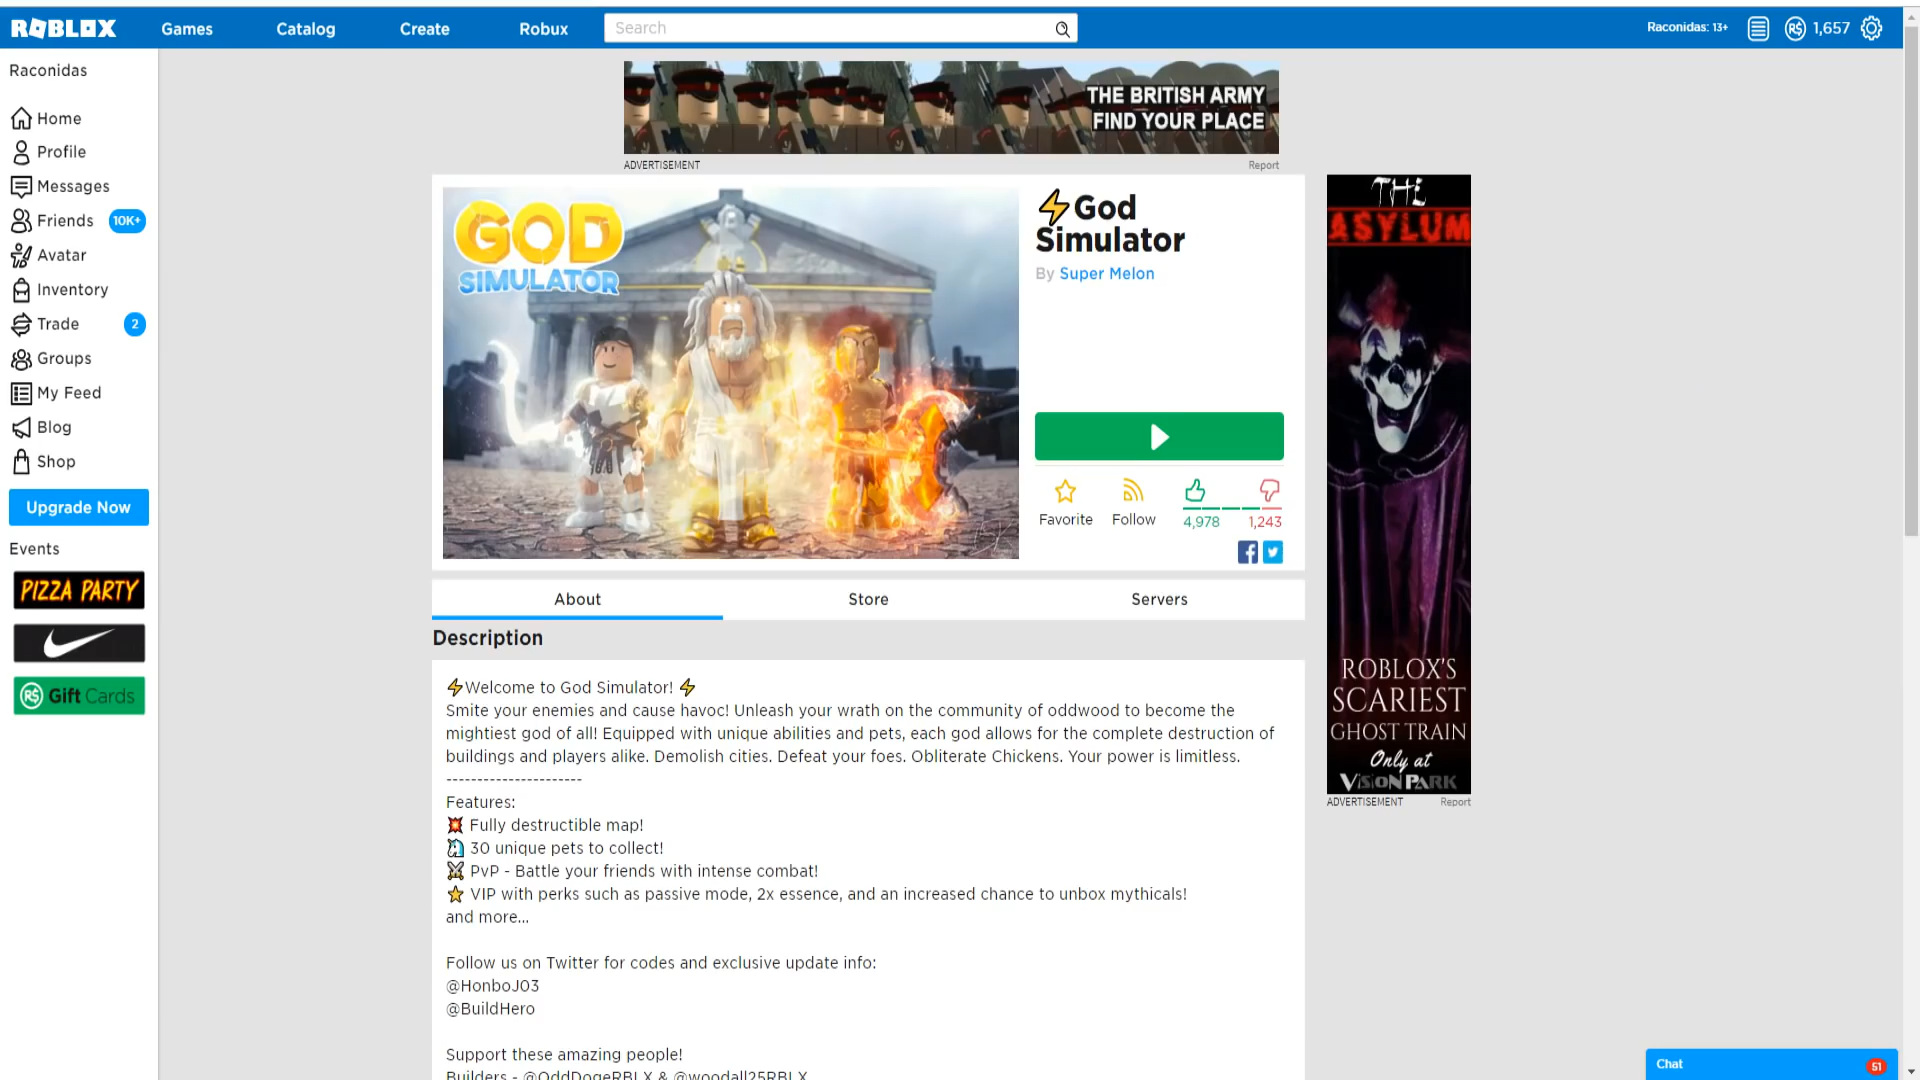 ROBLOX
Games
Catalog
Create
Robux
Search
Raconidas: 13+
1,657
Raconidas
Home
Profile
Messages
Friends
10K+
Avatar
Inventory
Trade
2
Groups
My Feed
Blog
Shop
Upgrade Now
Events
PIZZA PARTY
Gift Cards
THE BRITISH ARMY
FIND YOUR PLACE
ADVERTISEMENT
Report
GOD
SIMULATOR
⚡God
Simulator
By Super Melon
Favorite
Follow
4,978
1,243
About
Store
Servers
Description
⚡Welcome to God Simulator! ⚡
Smite your enemies and cause havoc! Unleash your wrath on the community of oddwood to become the
mightiest god of all! Equipped with unique abilities and pets, each god allows for the complete destruction of
buildings and players alike. Demolish cities. Defeat your foes. Obliterate Chickens. Your power is limitless.
----------------------
Features:
💥 Fully destructible map!
🦄 30 unique pets to collect!
⚔ PvP - Battle your friends with intense combat!
⭐ VIP with perks such as passive mode, 2x essence, and an increased chance to unbox mythicals!
and more...
Follow us on Twitter for codes and exclusive update info:
@HonboJ03
@BuildHero
Support these amazing people!
Builders - @OddDogeRBLX & @woodall25RBLX
THE
ASYLUM
ROBLOX'S
SCARIEST
GHOST TRAIN
Only at
VISION PARK
ADVERTISEMENT
Report
Chat
51